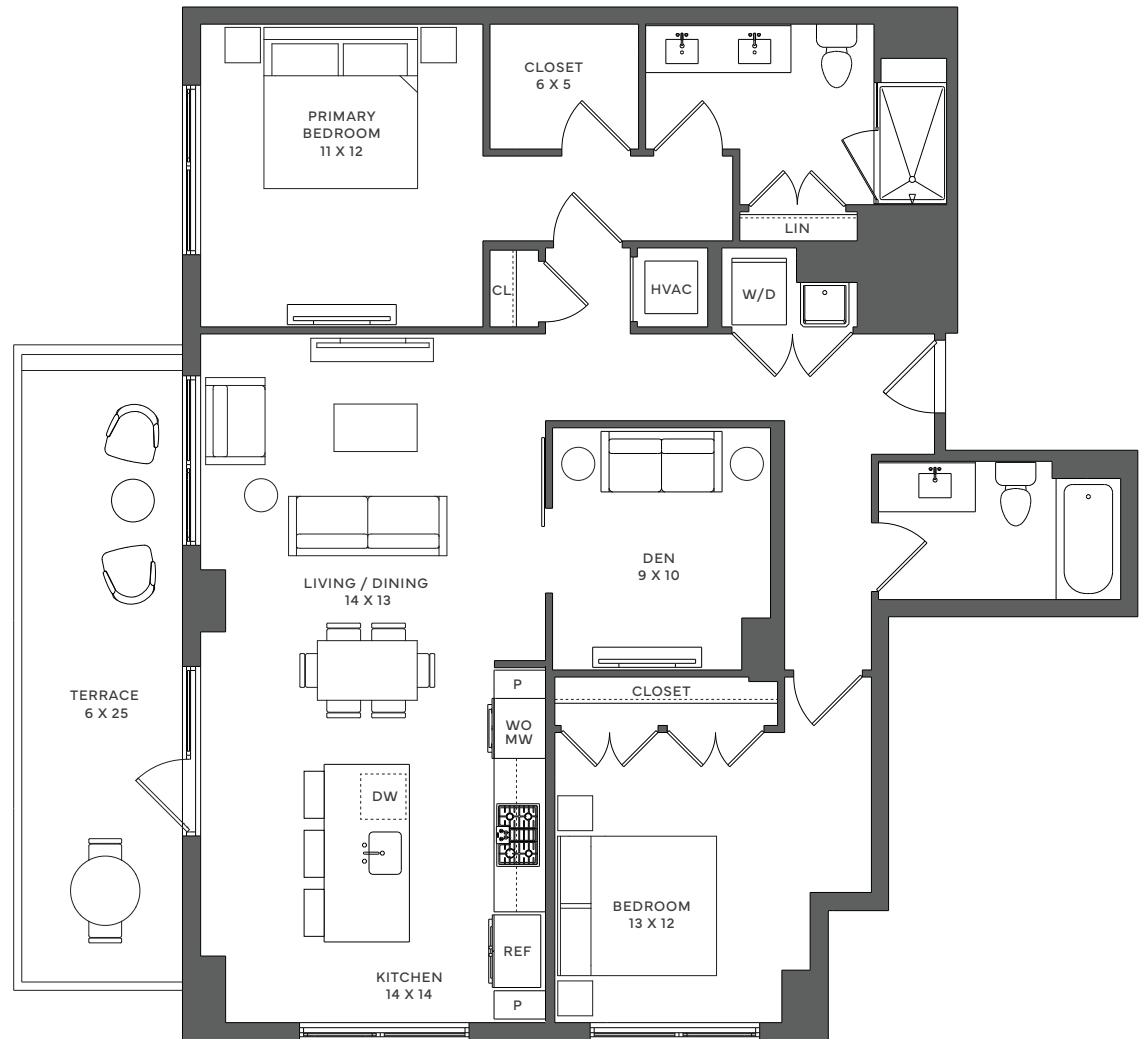 CLOSET
6 X 5
PRIMARY
BEDROOM
11 X 12
LIN
CL
HVAC
W/D
DEN
9 X 10
LIVING / DINING
14 X 13
TERRACE
6 X 25
P
CLOSET
WO
MW
DW
BEDROOM
13 X 12
REF
KITCHEN
14 X 14
P